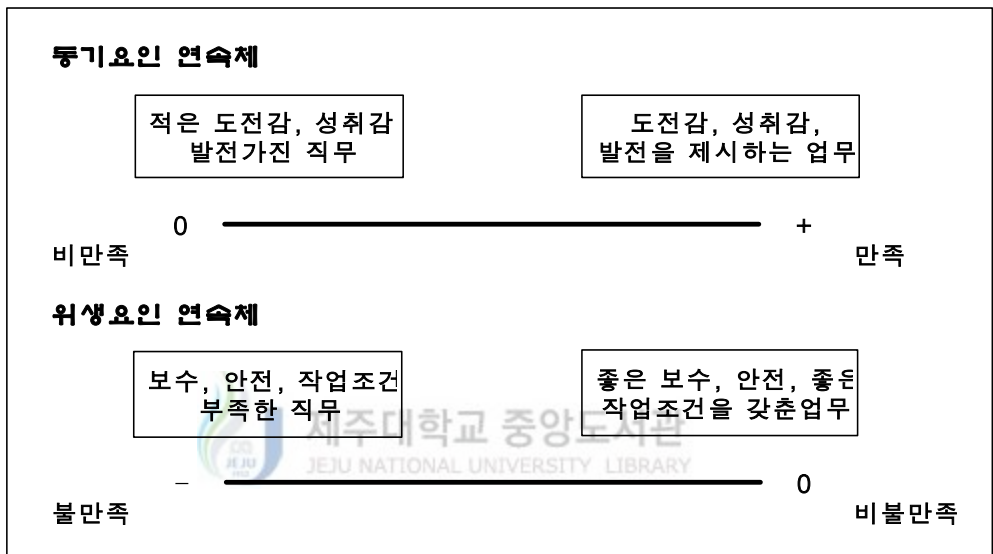 동기요인 연속체
적은 도전감, 성취감
발전가진 직무
도전감, 성취감,
발전을 제시하는 업무
0
+
비만족
만족
위생요인 연속체
보수, 안전, 작업조건
부족한 직무
좋은 보수, 안전, 좋은
작업조건을 갖춘업무
제주대학교 중앙도서관
JEJU NATIONAL UNIVERSITY LIBRARY
JEJU
1952
−
0
불만족
비불만족